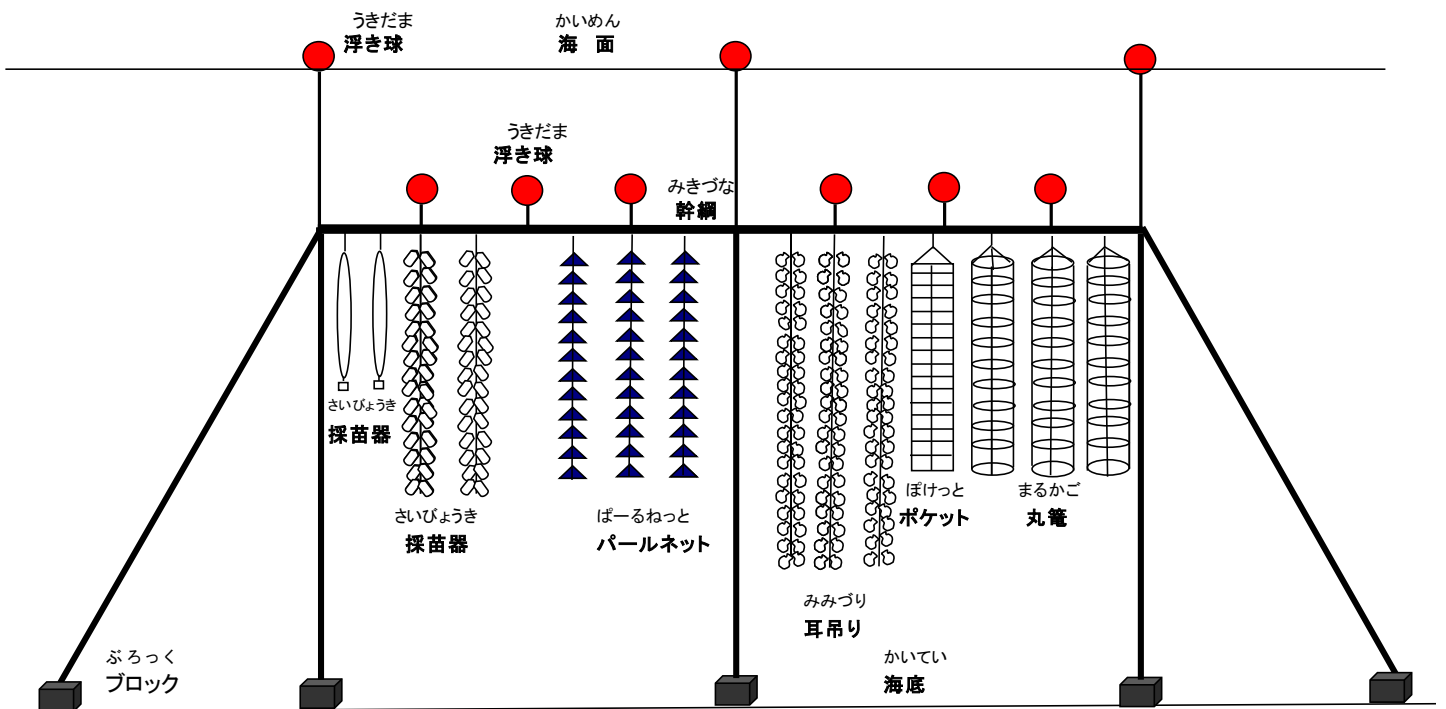 うきだま
浮き球
かいめん
海 面
うきだま
浮き球
みきづな
幹綱
さいびょうき
採苗器
さいびょうき
採苗器
ぱーるねっと
パールネット
ぽけっと
ポケット
まるかご
丸篭
みみづり
耳吊り
ぶろっく
ブロック
かいてい
海底